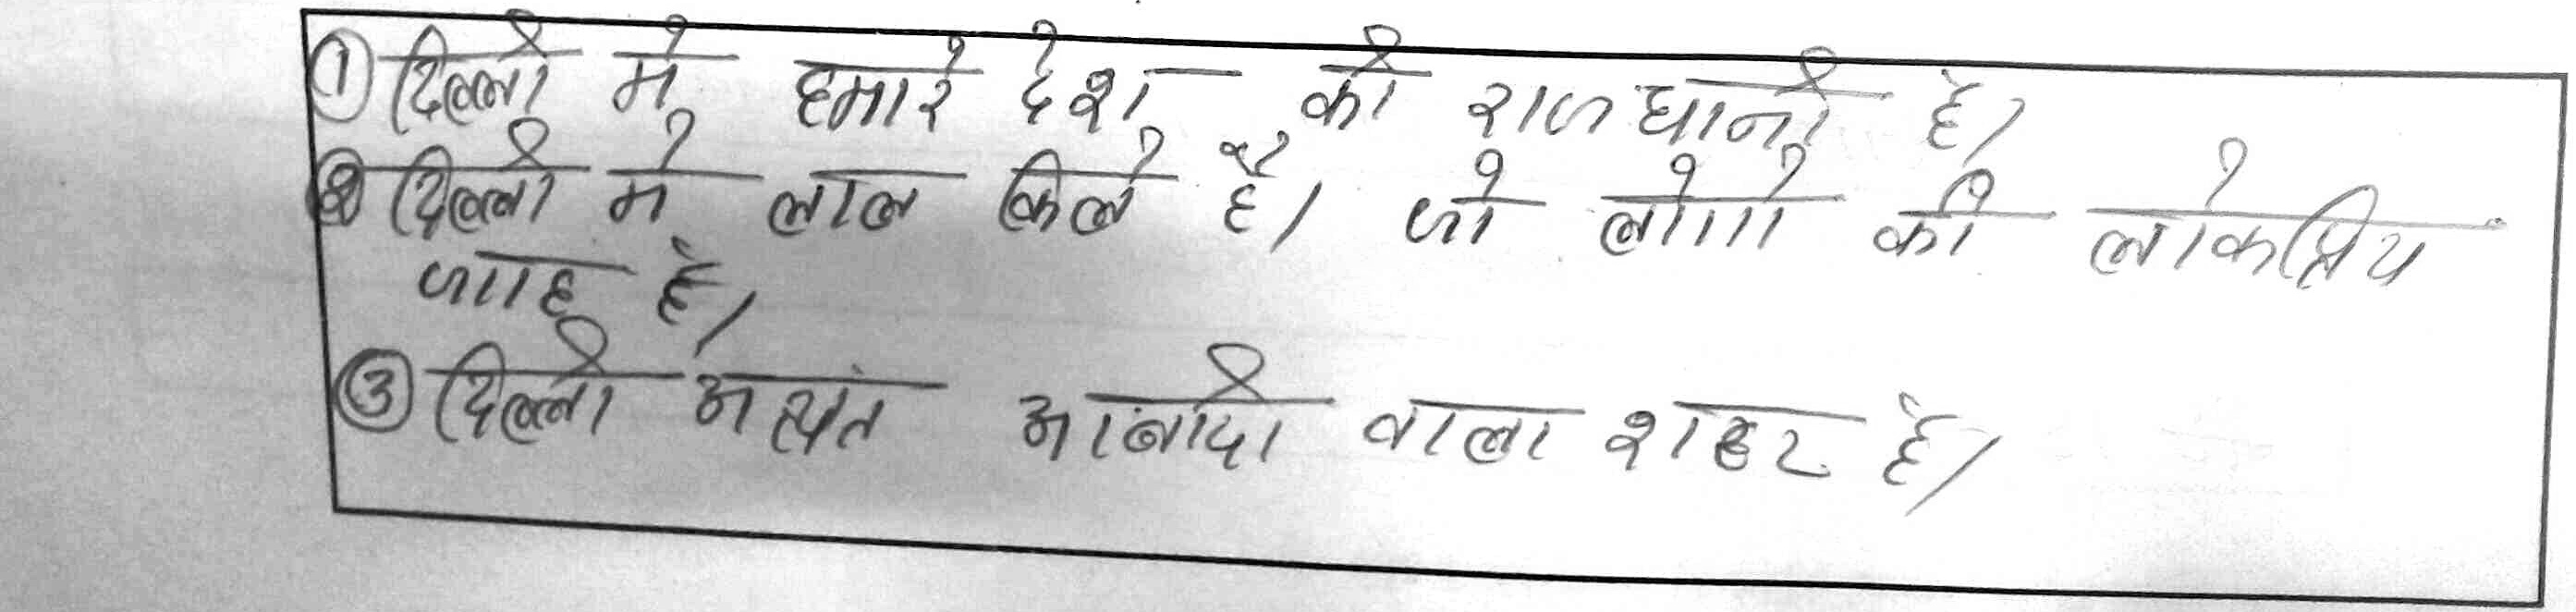 ① दिल्ली मे हमारे देश की राजधानी है।
② दिल्ली मे लाल किले है। जो लोगो की लोकप्रिय
जगह है।
③ दिल्ली अत्यंत आबादी वाला शहर है।